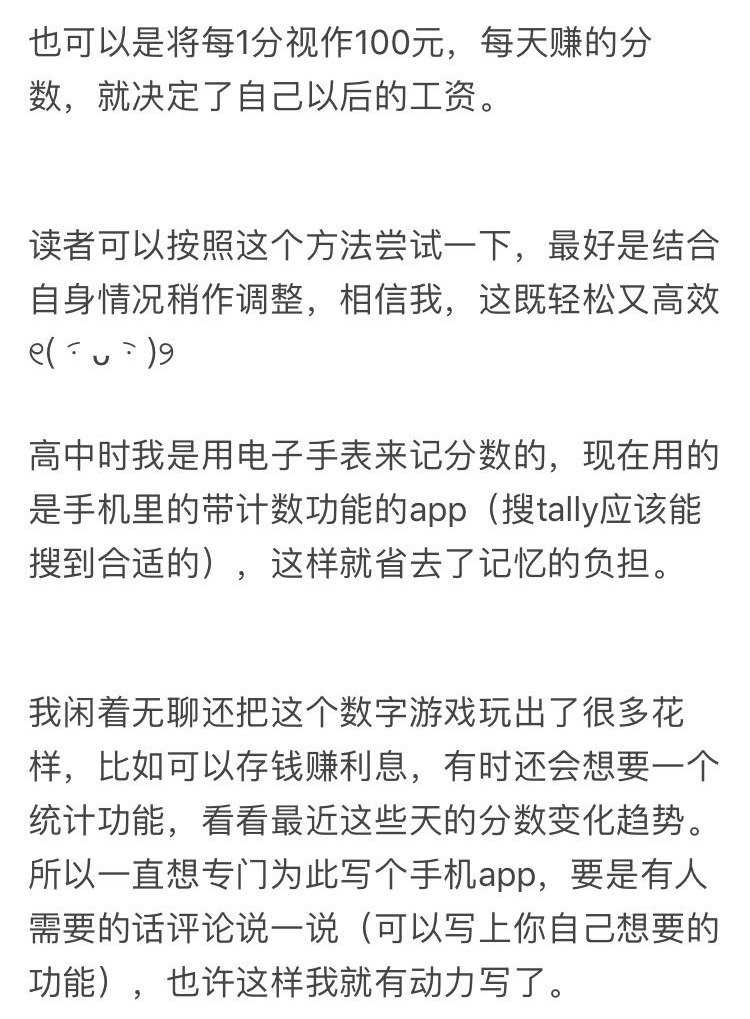 也可以是将每1分视作100元，每天赚的分
数，就决定了自己以后的工资。
读者可以按照这个方法尝试一下，最好是结合
自身情况稍作调整，相信我，这既轻松又高效
୧( ⁼̴̶̤̀ω⁼̴̶̤́ )૭
高中时我是用电子手表来记分数的，现在用的
是手机里的带计数功能的app（搜tally应该能
搜到合适的），这样就省去了记忆的负担。
我闲着无聊还把这个数字游戏玩出了很多花
样，比如可以存钱赚利息，有时还会想要一个
统计功能，看看最近这些天的分数变化趋势。
所以一直想专门为此写个手机app，要是有人
需要的话评论说一说（可以写上你自己想要的
功能），也许这样我就有动力写了。